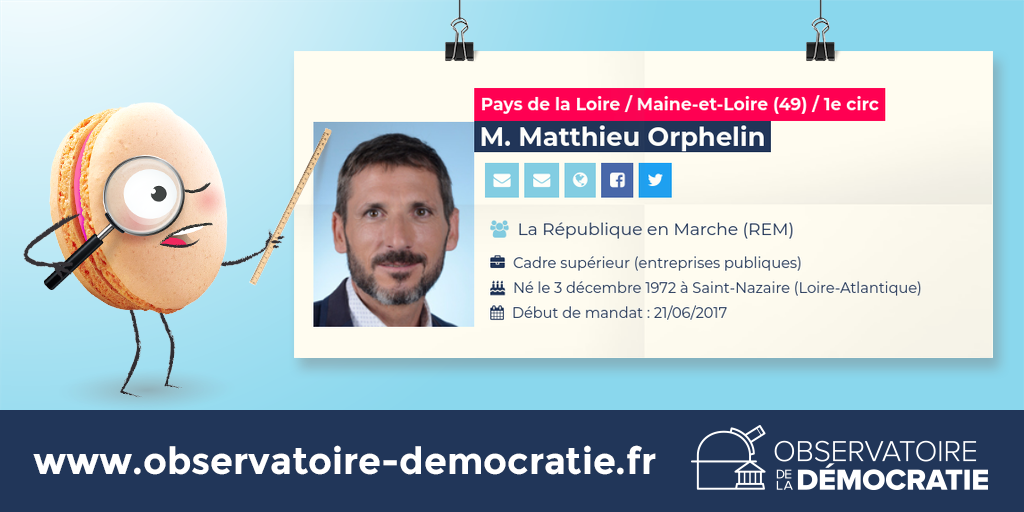 Pays de la Loire / Maine-et-Loire (49) / 1e circ
M. Matthieu Orphelin
La République en Marche (REM)
Cadre supérieur (entreprises publiques)
Né le 3 décembre 1972 à Saint-Nazaire (Loire-Atlantique)
Début de mandat : 21/06/2017
www.observatoire-democratie.fr
OBSERVATOIRE
DE LA DÉMOCRATIE